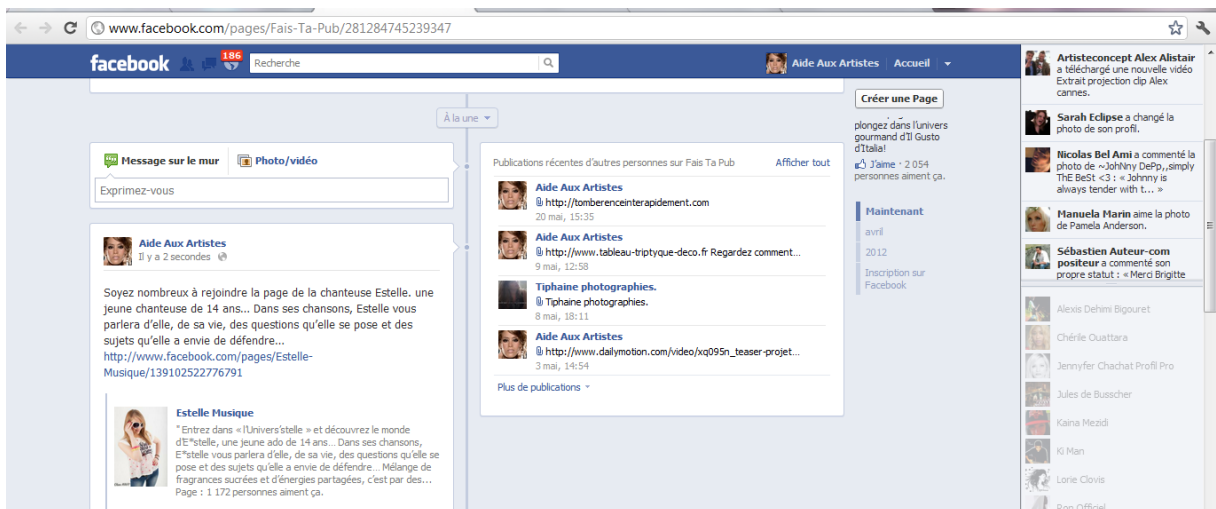 www.facebook.com/pages/Fais-Ta-Pub/281284745239347
facebook
186
Recherche
Aide Aux Artistes
Accueil
À la une
Message sur le mur
Photo/vidéo
Exprimez-vous
Aide Aux Artistes
Il y a 2 secondes
Soyez nombreux à rejoindre la page de la chanteuse Estelle. une
jeune chanteuse de 14 ans... Dans ses chansons, Estelle vous
parlera d'elle, de sa vie, des questions qu'elle se pose et des
sujets qu'elle a envie de défendre...
http://www.facebook.com/pages/Estelle-
Musique/139102522776791
Estelle Musique
"Entrez dans « l'Univers'stelle » et découvrez le monde
d'E*stelle, une jeune ado de 14 ans... Dans ses chansons,
E*stelle vous parlera d'elle, de sa vie, des questions qu'elle se
pose et des sujets qu'elle a envie de défendre... Mélange de
fragrances sucrées et d'énergies partagées, c'est par des...
Page : 1 172 personnes aiment ça.
Publications récentes d'autres personnes sur Fais Ta Pub
Afficher tout
Aide Aux Artistes
http://tomberenceinterapidement.com
20 mai, 15:35
Aide Aux Artistes
http://www.tableau-triptyque-deco.fr Regardez comment...
9 mai, 12:58
Tiphaine photographies.
Tiphaine photographies.
8 mai, 18:11
Aide Aux Artistes
http://www.dailymotion.com/video/xq095n_teaser-projet...
3 mai, 14:54
Plus de publications
Créer une Page
plongez dans l'univers
gourmand d'Il Gusto
d'Italia!
J'aime · 2 054
personnes aiment ça.
Maintenant
avril
2012
Inscription sur
Facebook
Artisteconcept Alex Alistair
a téléchargé une nouvelle vidéo
Extrait projection clip Alex
cannes.
Sarah Eclipse a changé la
photo de son profil.
Nicolas Bel Ami a commenté la
photo de ~JohNny DePp,,simply
ThE BeSt <3 : « Johnny is
always tender with t... »
Manuela Marin aime la photo
de Pamela Anderson.
Sébastien Auteur-com
positeur a commenté son
propre statut : « Merci Brigitte
Alexis Dehimi Bigouret
Chérile Ouattara
Jennyfer Chachat Profil Pro
Jules de Busscher
Kaina Mezidi
Ki Man
Lorie Clovis
Ron Officiel